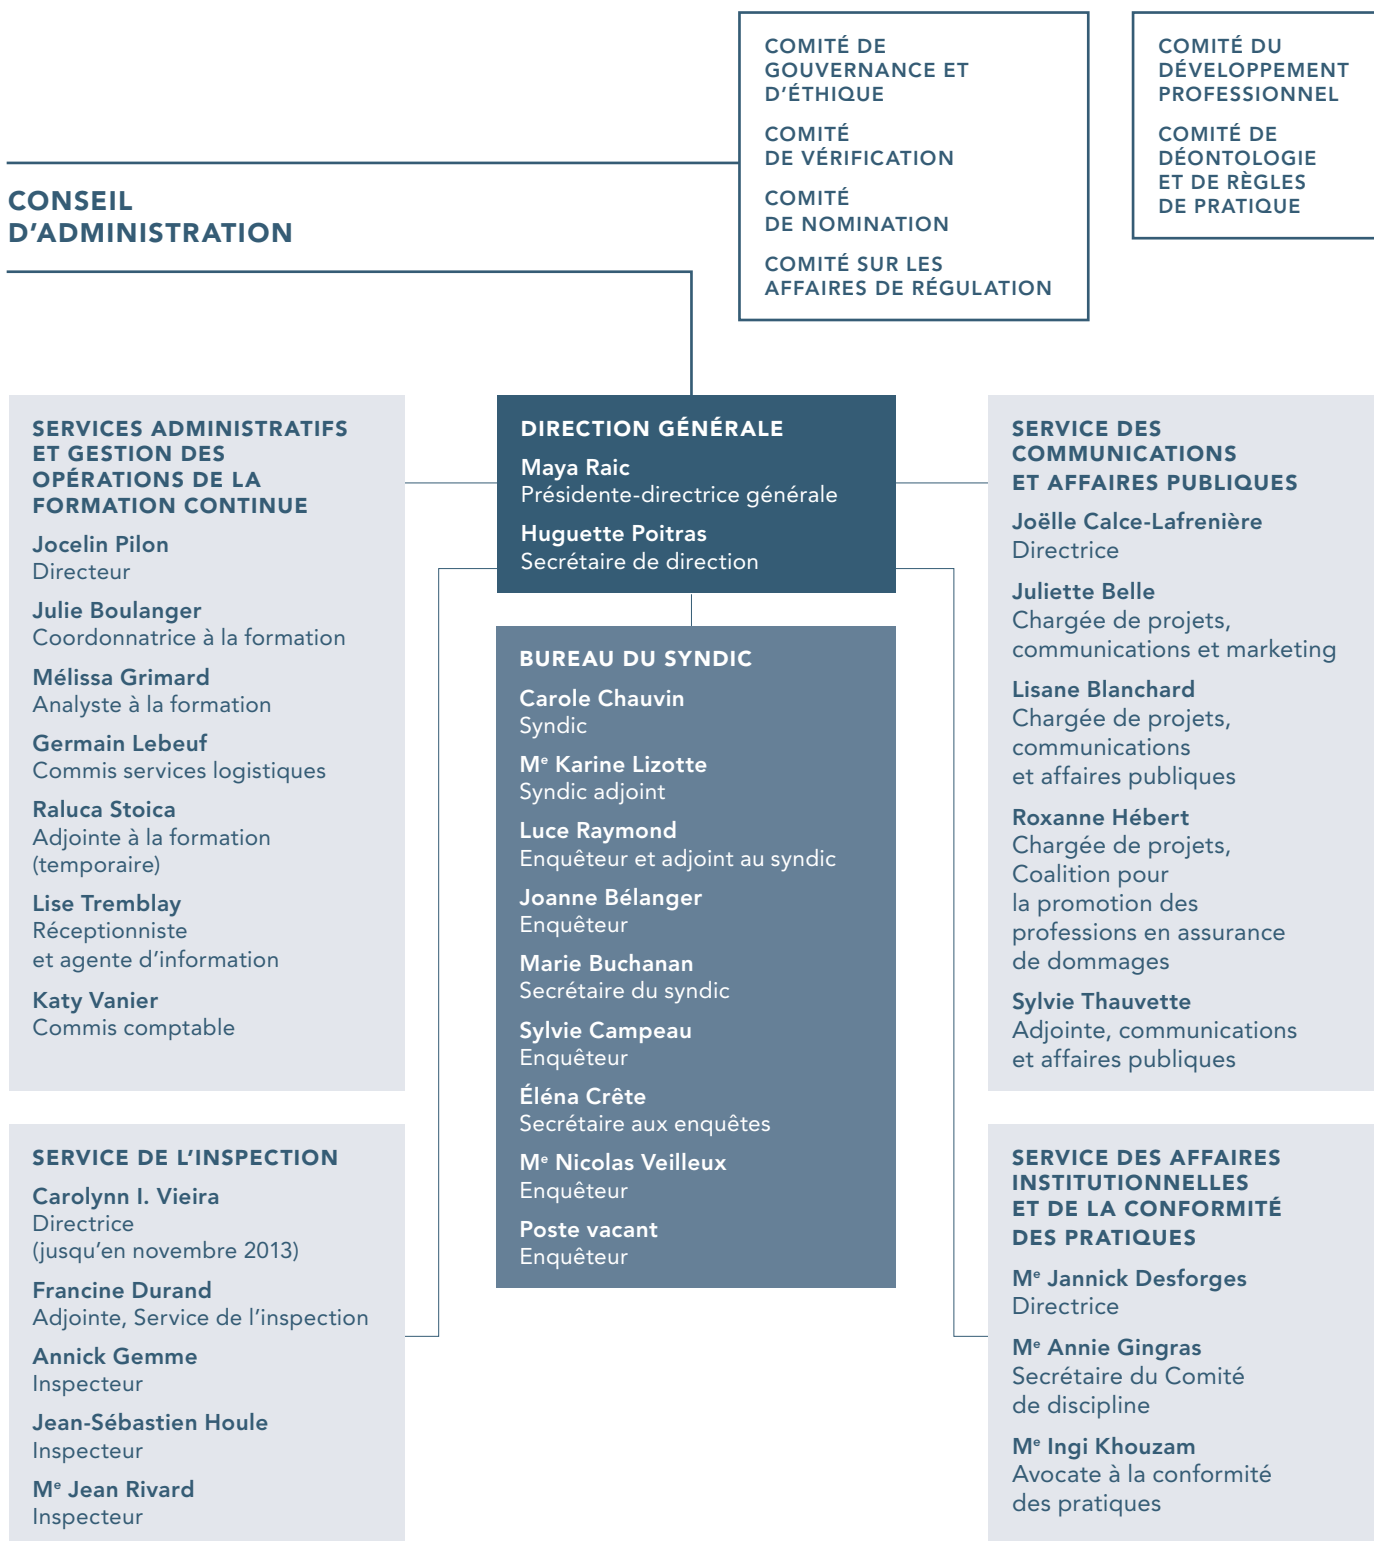 COMITÉ DE
GOUVERNANCE ET
D'ÉTHIQUE
COMITÉ
DE VÉRIFICATION
COMITÉ
DE NOMINATION
COMITÉ SUR LES
AFFAIRES DE RÉGULATION
COMITÉ DU
DÉVELOPPEMENT
PROFESSIONNEL
COMITÉ DE
DÉONTOLOGIE
ET DE RÈGLES
DE PRATIQUE
CONSEIL
D'ADMINISTRATION
SERVICES ADMINISTRATIFS
ET GESTION DES
OPÉRATIONS DE LA
FORMATION CONTINUE
Jocelin Pilon
Directeur
Julie Boulanger
Coordonnatrice à la formation
Mélissa Grimard
Analyste à la formation
Germain Lebeuf
Commis services logistiques
Raluca Stoica
Adjointe à la formation
(temporaire)
Lise Tremblay
Réceptionniste
et agente d'information
Katy Vanier
Commis comptable
DIRECTION GÉNÉRALE
Maya Raic
Présidente-directrice générale
Huguette Poitras
Secrétaire de direction
BUREAU DU SYNDIC
Carole Chauvin
Syndic
Me Karine Lizotte
Syndic adjoint
Luce Raymond
Enquêteur et adjoint au syndic
Joanne Bélanger
Enquêteur
Marie Buchanan
Secrétaire du syndic
Sylvie Campeau
Enquêteur
Éléna Crête
Secrétaire aux enquêtes
Me Nicolas Veilleux
Enquêteur
Poste vacant
Enquêteur
SERVICE DES
COMMUNICATIONS
ET AFFAIRES PUBLIQUES
Joëlle Calce-Lafrenière
Directrice
Juliette Belle
Chargée de projets,
communications et marketing
Lisane Blanchard
Chargée de projets,
communications
et affaires publiques
Roxanne Hébert
Chargée de projets,
Coalition pour
la promotion des
professions en assurance
de dommages
Sylvie Thauvette
Adjointe, communications
et affaires publiques
SERVICE DE L'INSPECTION
Carolynn I. Vieira
Directrice
(jusqu'en novembre 2013)
Francine Durand
Adjointe, Service de l'inspection
Annick Gemme
Inspecteur
Jean-Sébastien Houle
Inspecteur
Me Jean Rivard
Inspecteur
SERVICE DES AFFAIRES
INSTITUTIONNELLES
ET DE LA CONFORMITÉ
DES PRATIQUES
Me Jannick Desforges
Directrice
Me Annie Gingras
Secrétaire du Comité
de discipline
Me Ingi Khouzam
Avocate à la conformité
des pratiques